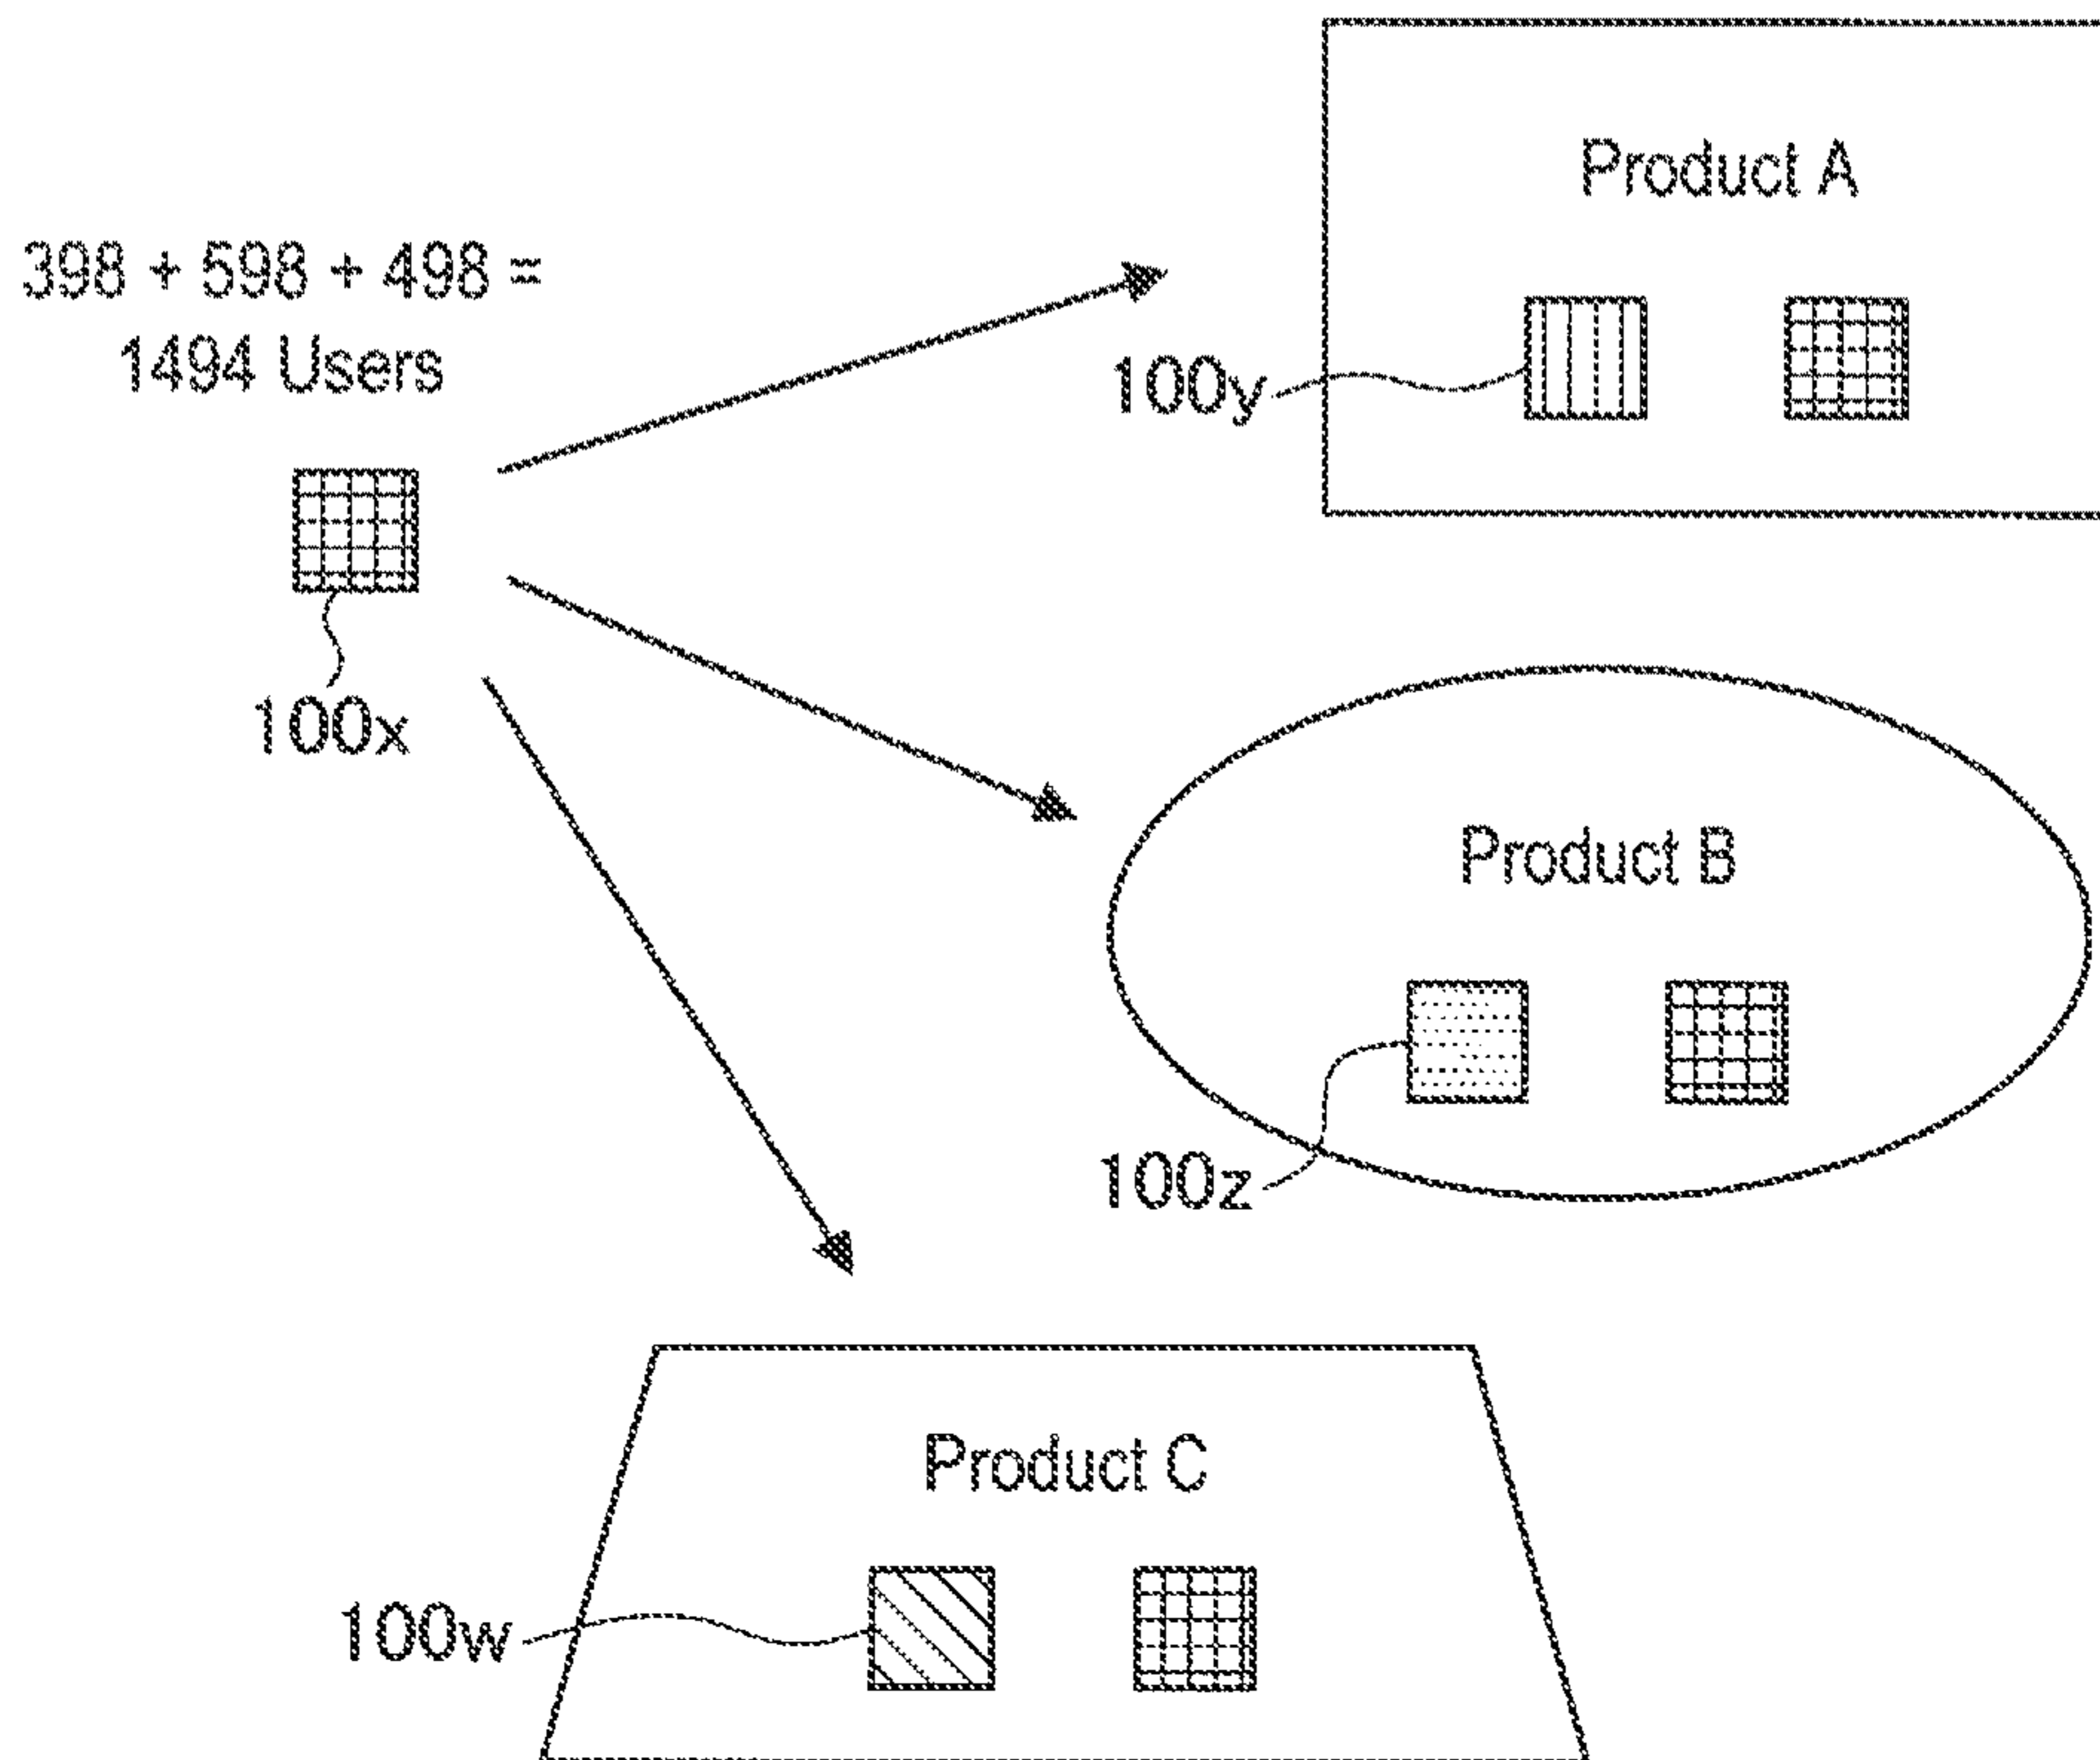 Product A
398 + 598 + 498 =
1494 Users
100y
100x
Product B
100z
Product C
100w